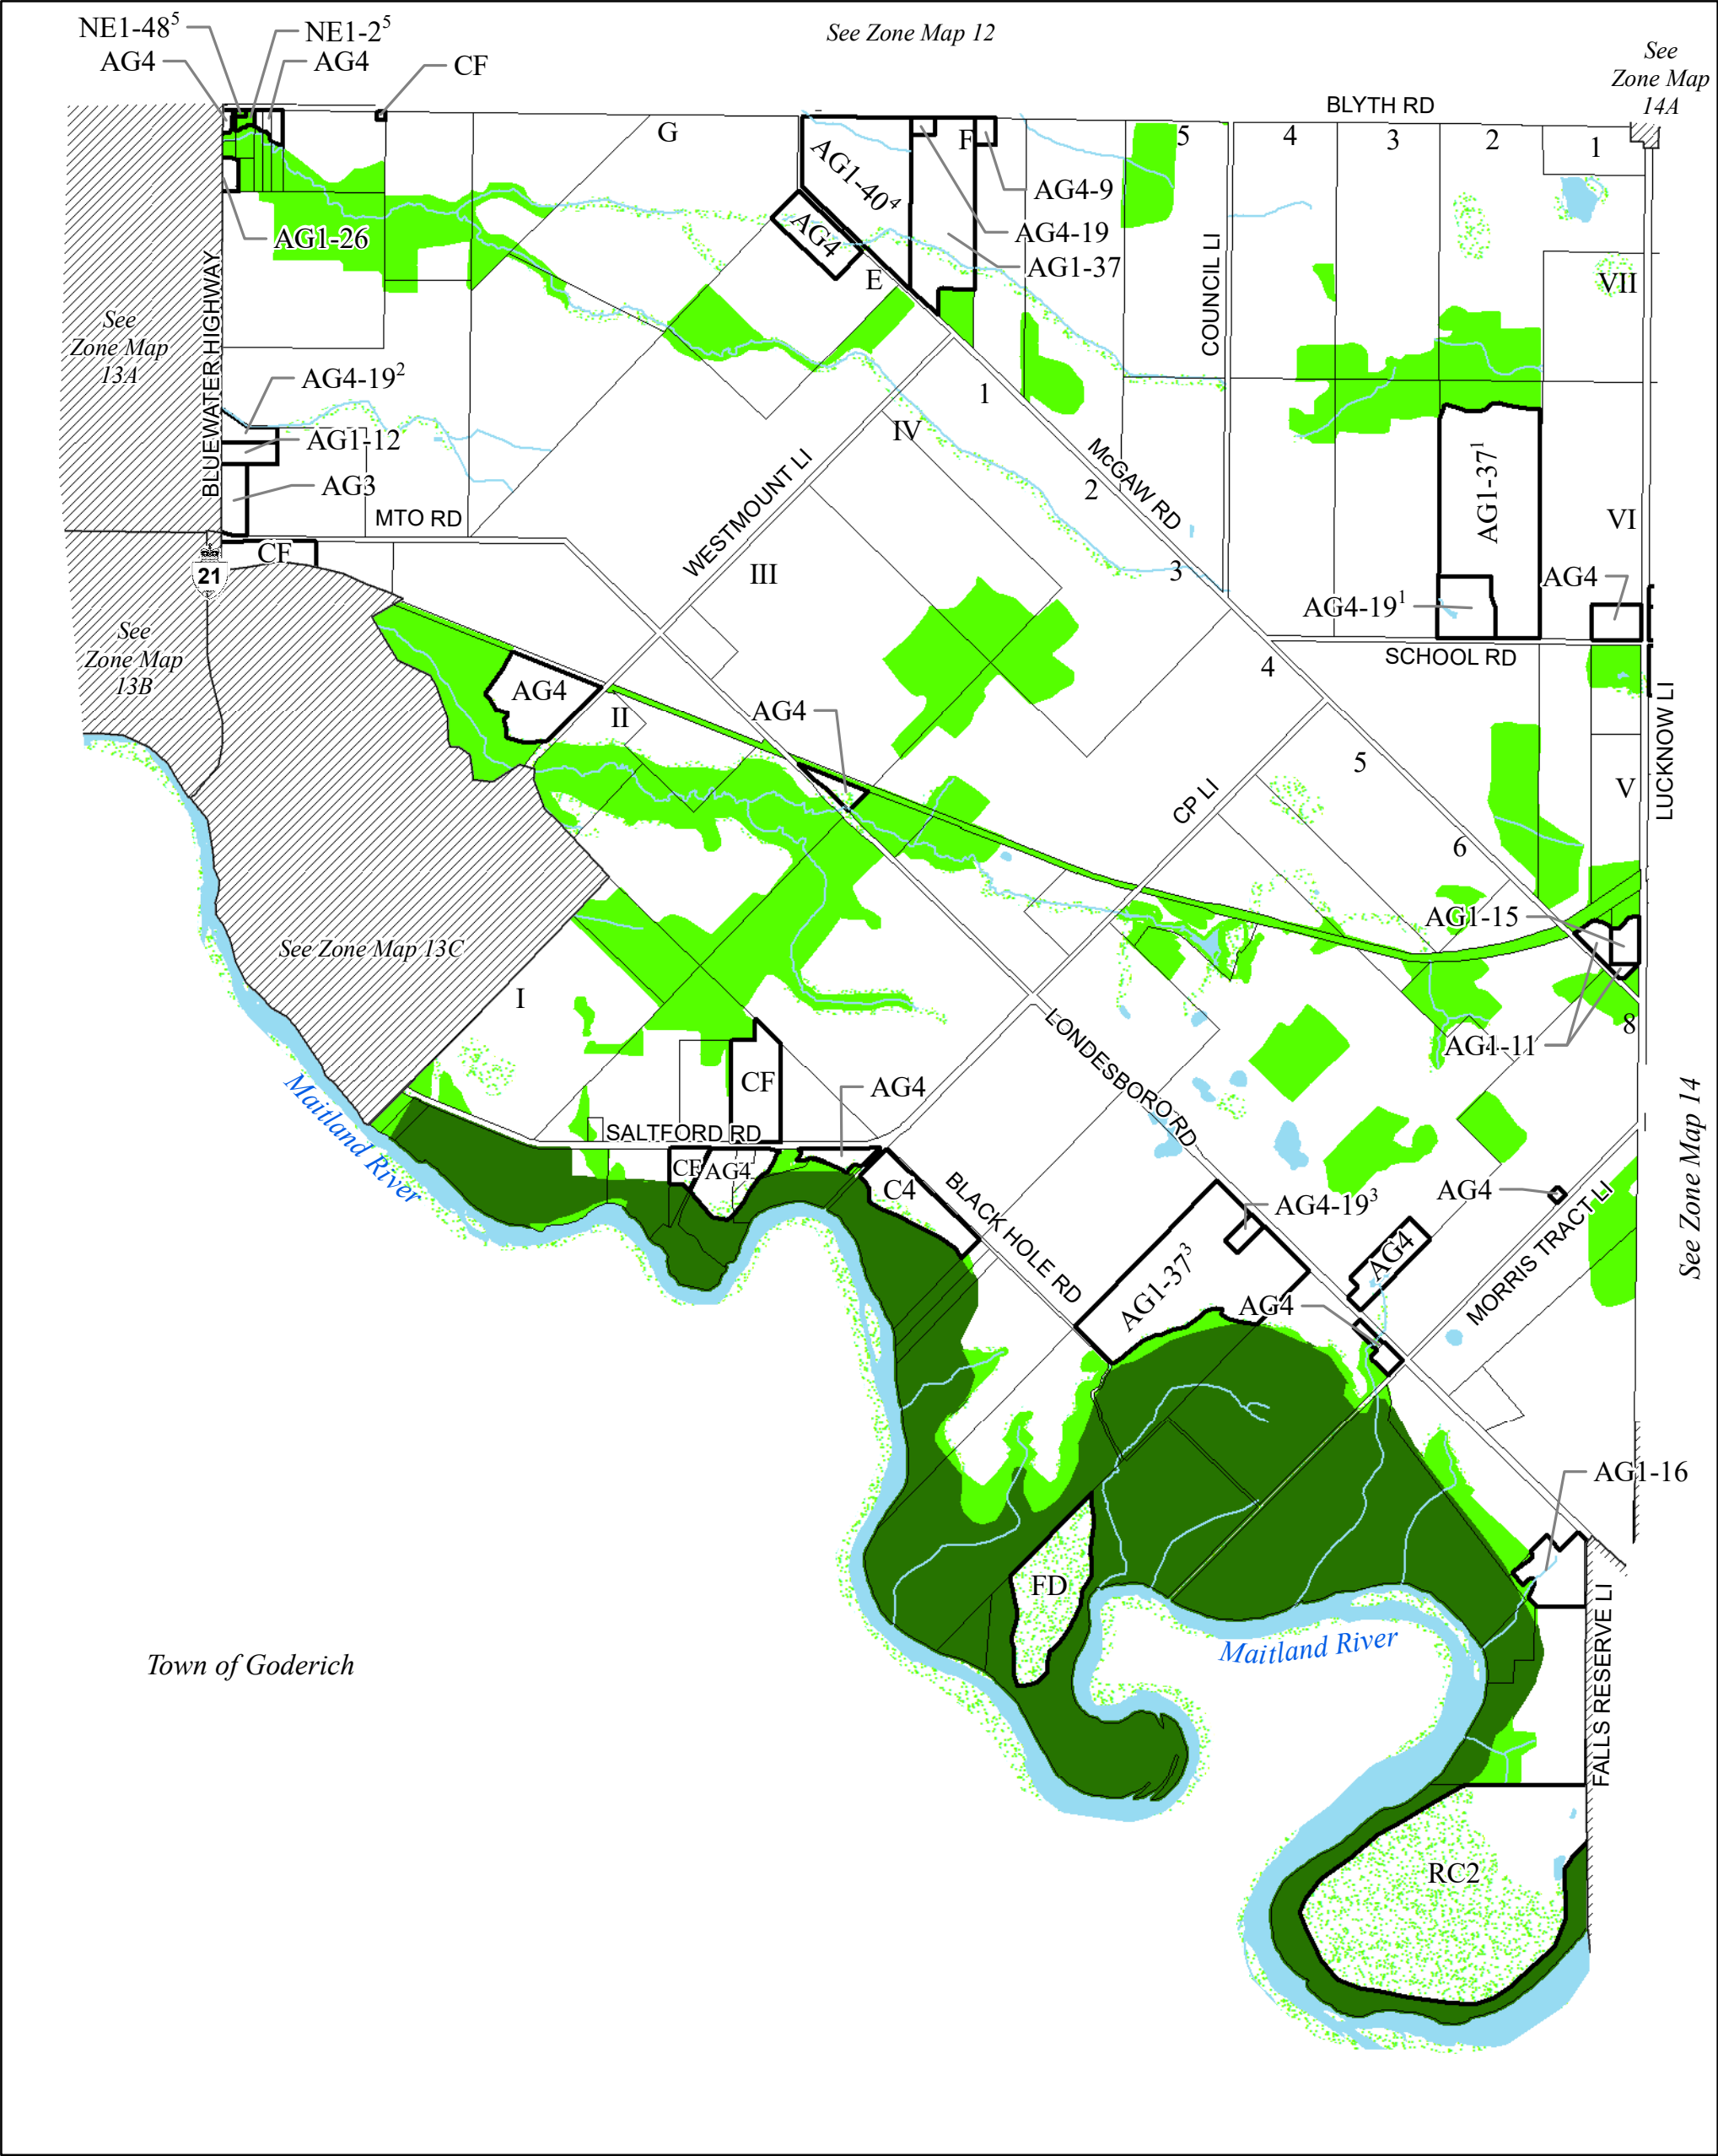 NE1-48⁵
NE1-2⁵
AG4
AG4
CF
See Zone Map 12
See
Zone Map
14A
BLYTH RD
G
F
5
4
3
2
1
AG1-40⁴
AG4-9
AG4-19
AG1-37
AG4
E
AG1-26
BLUEWATER HIGHWAY
COUNCIL LI
VII
See
Zone Map
13A
AG4-19²
AG1-12
AG3
MTO RD
CF
21
1
IV
2
McGAW RD
3
WESTMOUNT LI
III
AG1-37¹
VI
AG4
AG4-19¹
SCHOOL RD
See
Zone Map
13B
AG4
II
AG4
4
5
CP LI
V
LUCKNOW LI
6
AG1-15
See Zone Map 13C
I
8
AG1-11
LONDESBORO RD
CF
AG4
SALTFORD RD
CF
AG4
C4
Maitland River
BLACK HOLE RD
AG4-19³
AG1-37³
AG4
AG4
AG4
MORRIS TRACT LI
See Zone Map 14
AG1-16
FD
Maitland River
Town of Goderich
FALLS RESERVE LI
RC2